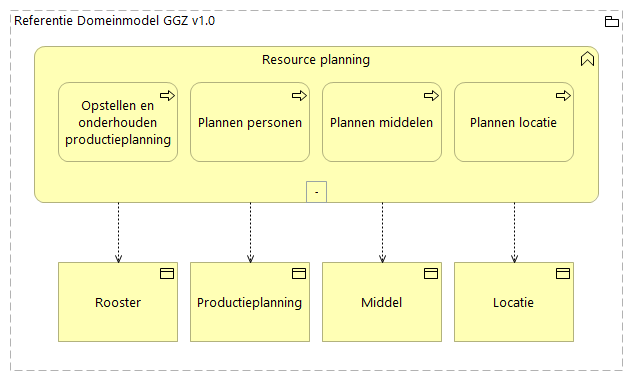 Referentie Domeinmodel GGZ v1.0
Resource planning
Opstellen en
onderhouden
productieplanning
Plannen personen
Plannen middelen
Plannen locatie
-
Rooster
Productieplanning
Middel
Locatie